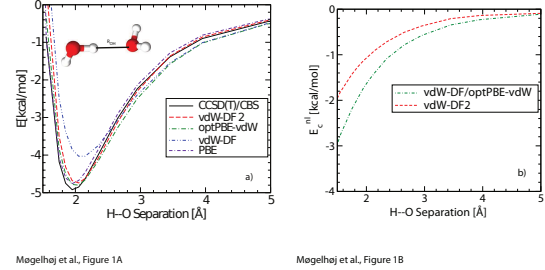 0
-1
-2
-3
-4
-5
E[kcal/mol]
R_OH
CCSD(T)/CBS
vdW-DF2
optPBE-vdW
vdW-DF
PBE
a)
2 3 4 5
H--O Separation [Å]
0
-1
-2
-3
-4
E_c^nl [kcal/mol]
vdW-DF/optPBE-vdW
vdW-DF2
b)
2 3 4 5
H--O Separation [Å]
Møgelhøj et al., Figure 1A
Møgelhøj et al., Figure 1B